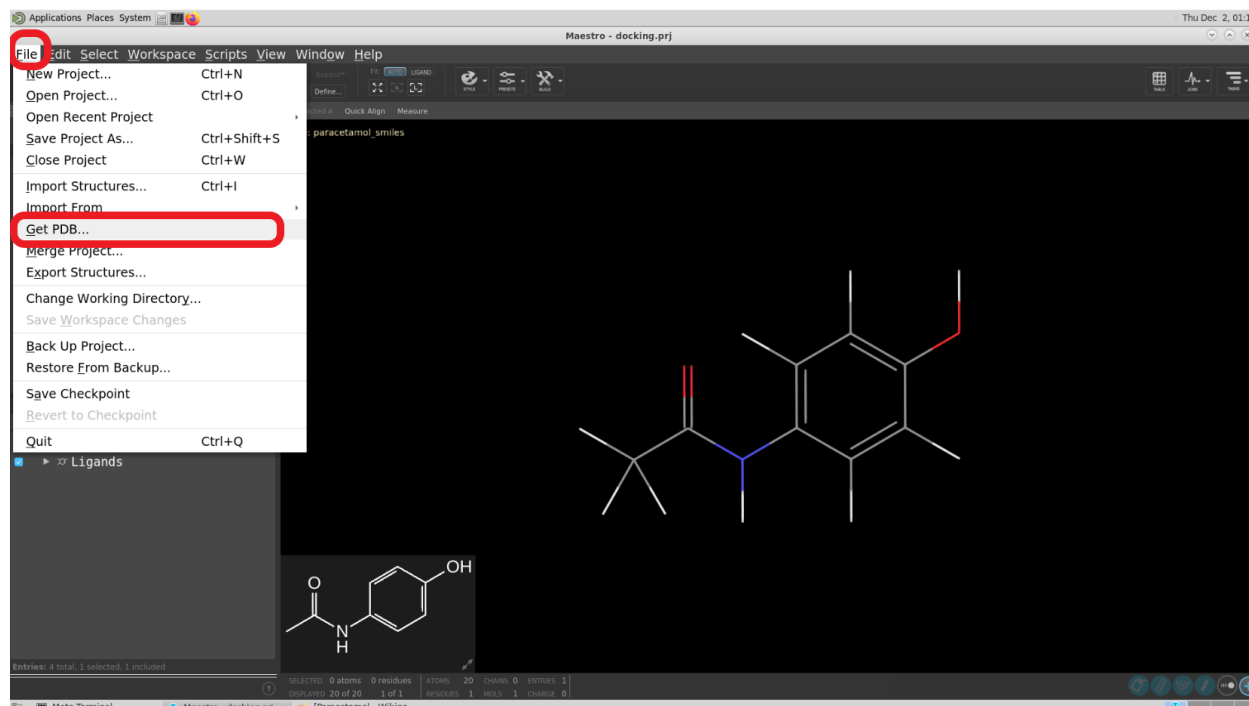 Applications Places System
Thu Dec 2, 01:1
Maestro - docking.prj
File Edit Select Workspace Scripts View Window Help
New Project... Ctrl+N
Open Project... Ctrl+O
Open Recent Project
Save Project As... Ctrl+Shift+S
Close Project Ctrl+W
Import Structures... Ctrl+I
Import From
Get PDB...
Merge Project...
Export Structures...
Change Working Directory...
Save Workspace Changes
Back Up Project...
Restore From Backup...
Save Checkpoint
Revert to Checkpoint
Quit Ctrl+Q
Expand
Define...
Fit: AUTO LIGAND
STYLE PRESETS BUILD
TABLE JOBS TASKS
Quick Align Measure
: paracetamol_smiles
Ligands
O
OH
N
H
Entries: 4 total, 1 selected, 1 included
SELECTED 0 atoms 0 residues ATOMS 20 CHAINS 0 ENTRIES 1
DISPLAYED 20 of 20 1 of 1 RESIDUES 1 MOLS 1 CHARGE 0